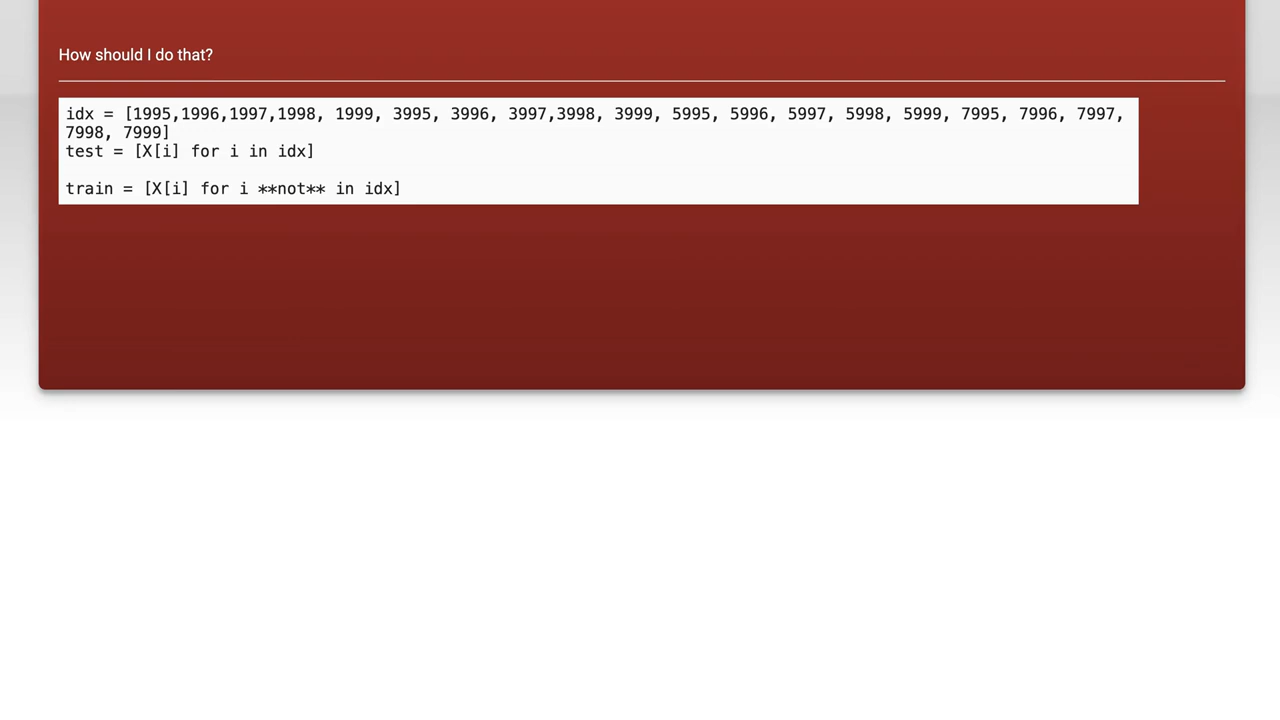 How should I do that?
idx = [1995,1996,1997,1998, 1999, 3995, 3996, 3997,3998, 3999, 5995, 5996, 5997, 5998, 5999, 7995, 7996, 7997,
7998, 7999]
test = [X[i] for i in idx]
train = [X[i] for i **not** in idx]